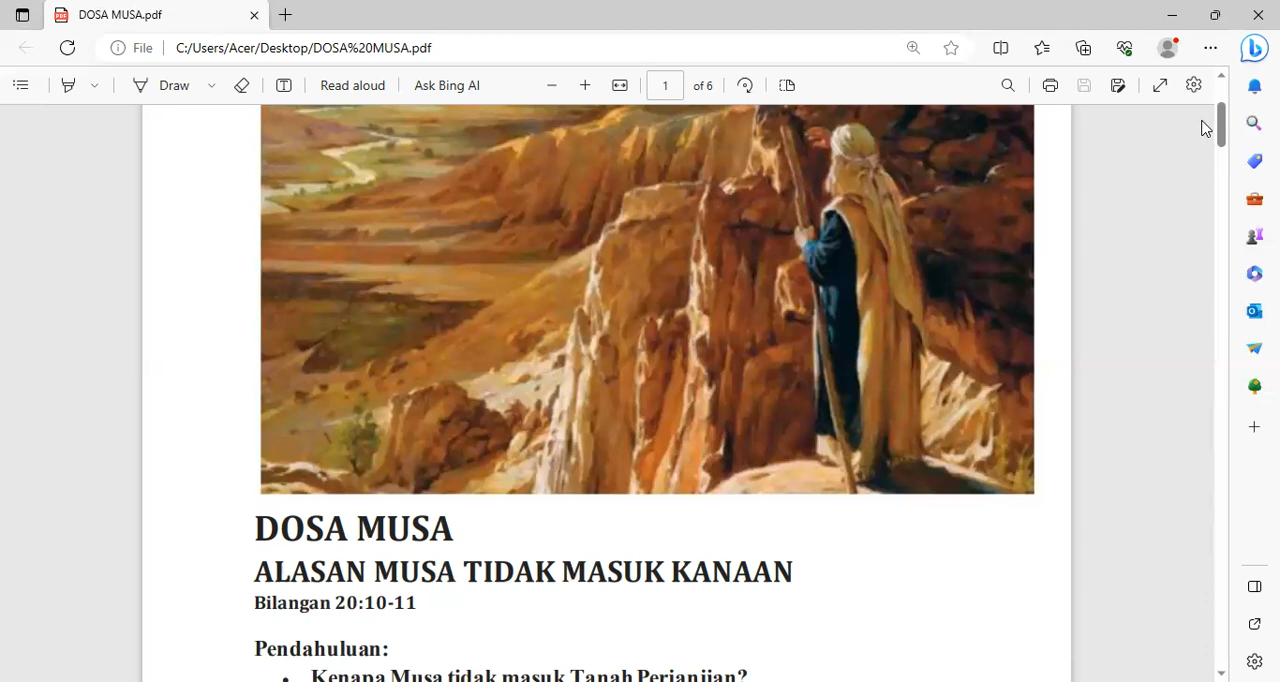 DOSA MUSA.pdf
File
C:/Users/Acer/Desktop/DOSA%20MUSA.pdf
Draw
Read aloud
Ask Bing AI
1
of 6
DOSA MUSA
ALASAN MUSA TIDAK MASUK KANAAN
Bilangan 20:10-11
Pendahuluan:
• Kenapa Musa tidak masuk Tanah Perjanjian?